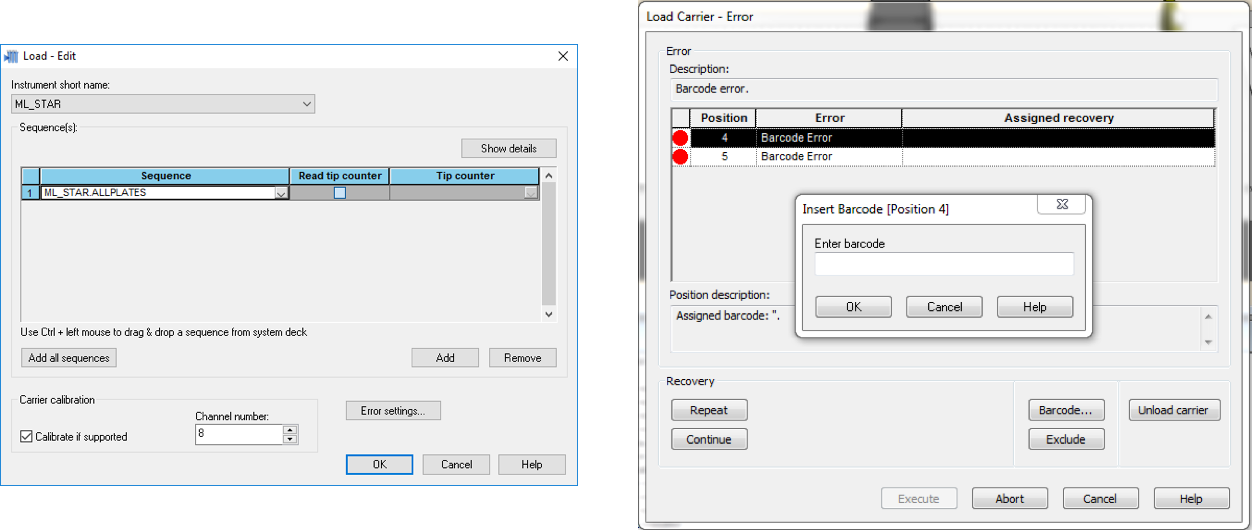 Load - Edit
Instrument short name:
ML_STAR
Sequence(s):
Show details
Sequence Read tip counter Tip counter
1 ML_STAR.ALLPLATES
Use Ctrl + left mouse to drag & drop a sequence from system deck
Add all sequences Add Remove
Carrier calibration
Channel number:
Calibrate if supported 8
Error settings...
OK Cancel Help
Load Carrier - Error
Error
Description:
Barcode error.
Position Error Assigned recovery
4 Barcode Error
5 Barcode Error
Insert Barcode [Position 4]
Enter barcode
OK Cancel Help
Position description:
Assigned barcode: ''.
Recovery
Repeat Barcode... Unload carrier
Continue Exclude
Execute Abort Cancel Help